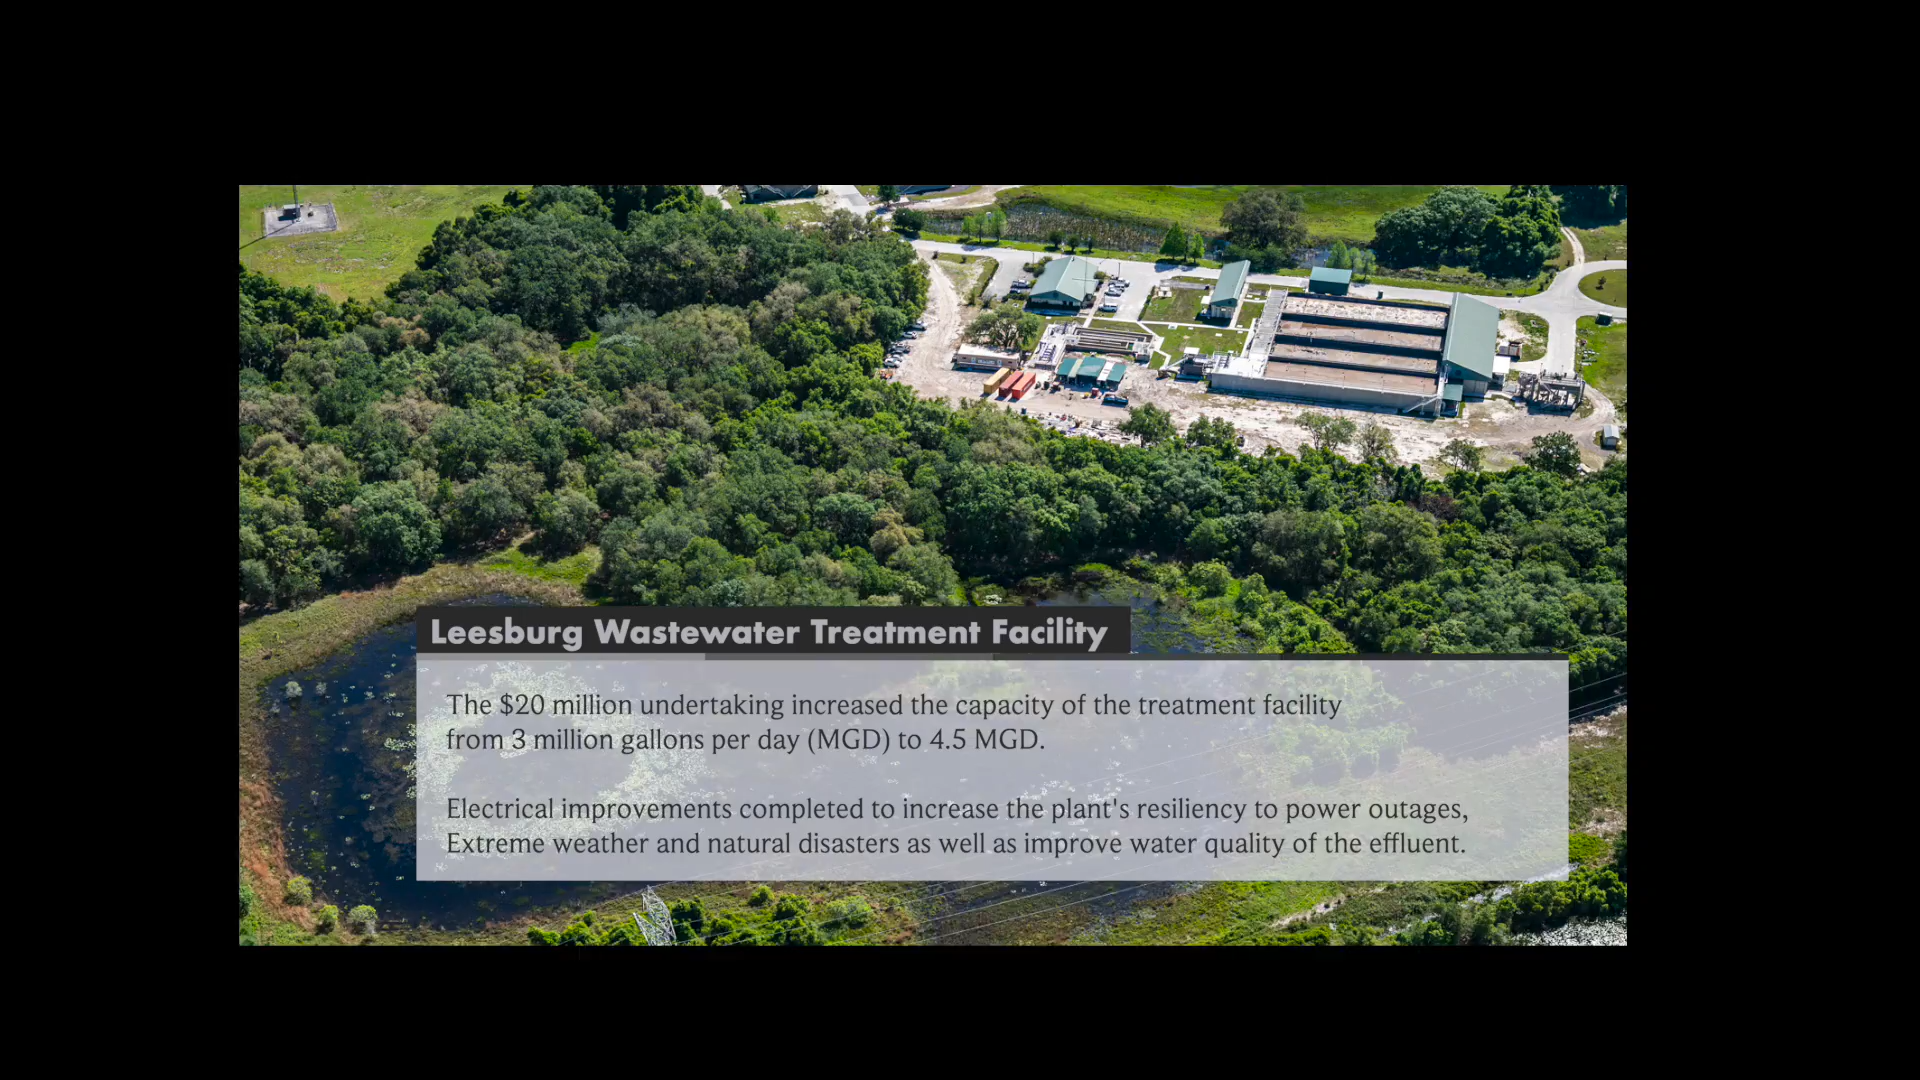 Leesburg Wastewater Treatment Facility
The $20 million undertaking increased the capacity of the treatment facility
from 3 million gallons per day (MGD) to 4.5 MGD.
Electrical improvements completed to increase the plant's resiliency to power outages,
Extreme weather and natural disasters as well as improve water quality of the effluent.